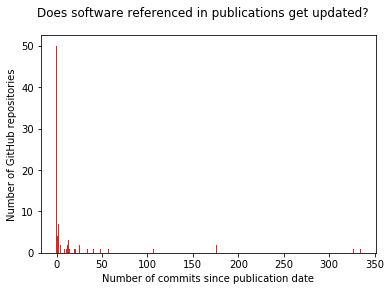 Does software referenced in publications get updated?
Number of GitHub repositories
50
40
30
20
10
0
0 50 100 150 200 250 300 350
Number of commits since publication date